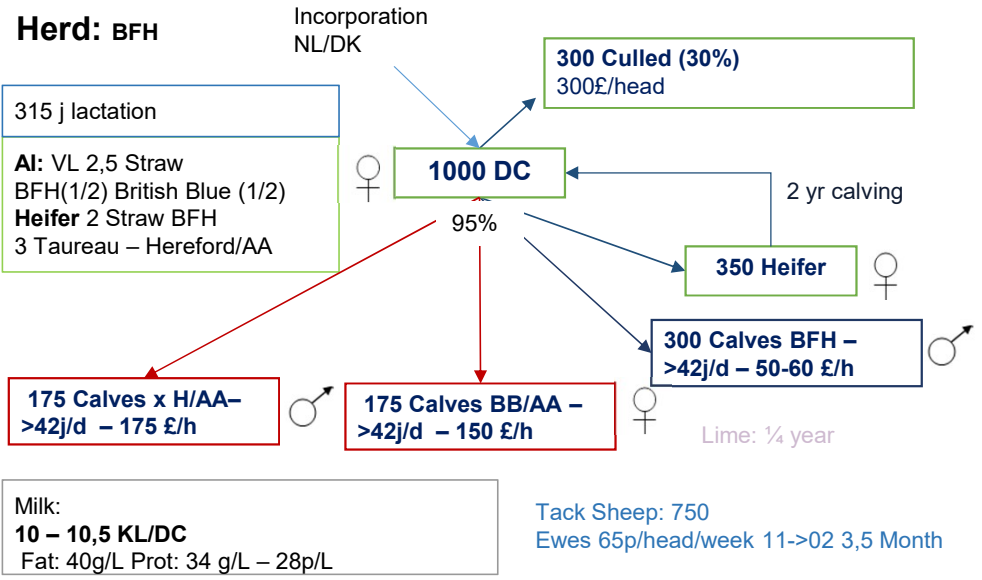 Herd: BFH
Incorporation
NL/DK
300 Culled (30%)
300£/head
315 j lactation
AI: VL 2,5 Straw
BFH(1/2) British Blue (1/2)
Heifer 2 Straw BFH
3 Taureau – Hereford/AA
1000 DC
2 yr calving
95%
350 Heifer
300 Calves BFH –
>42j/d – 50-60 £/h
175 Calves x H/AA–
>42j/d – 175 £/h
175 Calves BB/AA –
>42j/d – 150 £/h
Lime: ¼ year
Milk:
10 – 10,5 KL/DC
Fat: 40g/L Prot: 34 g/L – 28p/L
Tack Sheep: 750
Ewes 65p/head/week 11->02 3,5 Month